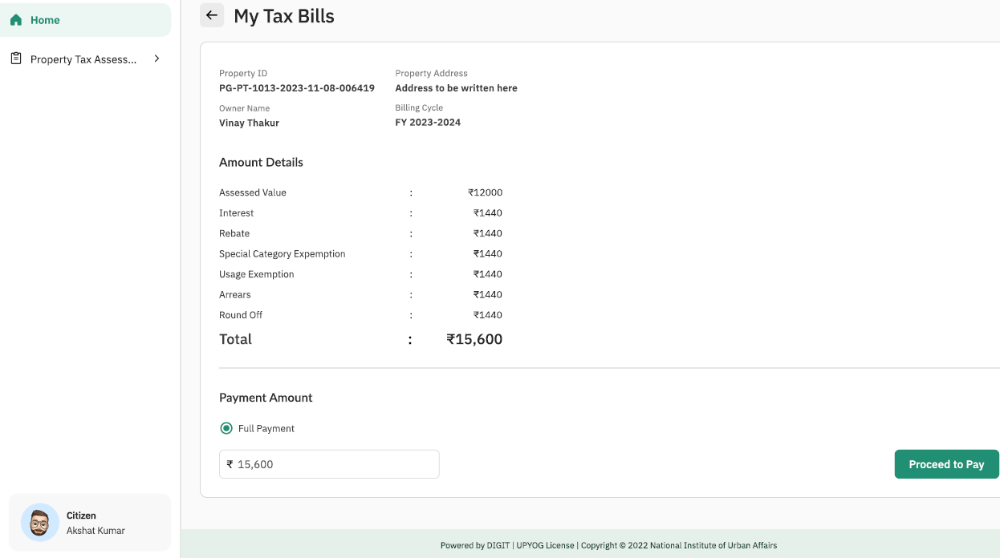 Home
Property Tax Assess...
My Tax Bills
Property ID
PG-PT-1013-2023-11-08-006419
Property Address
Address to be written here
Owner Name
Vinay Thakur
Billing Cycle
FY 2023-2024
Amount Details
Assessed Value : ₹12000
Interest : ₹1440
Rebate : ₹1440
Special Category Expemption : ₹1440
Usage Exemption : ₹1440
Arrears : ₹1440
Round Off : ₹1440
Total : ₹15,600
Payment Amount
Full Payment
₹ 15,600
Proceed to Pay
Citizen
Akshat Kumar
Powered by DIGIT | UPYOG License | Copyright © 2022 National Institute of Urban Affairs